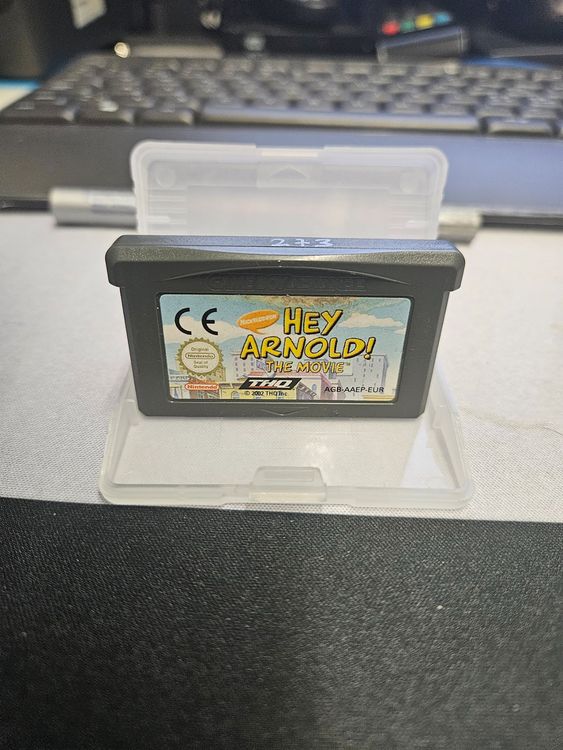 273
GAME BOY ADVANCE
CE
NICKELODEON
HEY
ARNOLD!
THE MOVIE™
Original
Nintendo
Seal of
Quality
Nintendo
THQ
© 2002 THQ Inc.
AGB-AAEP-EUR